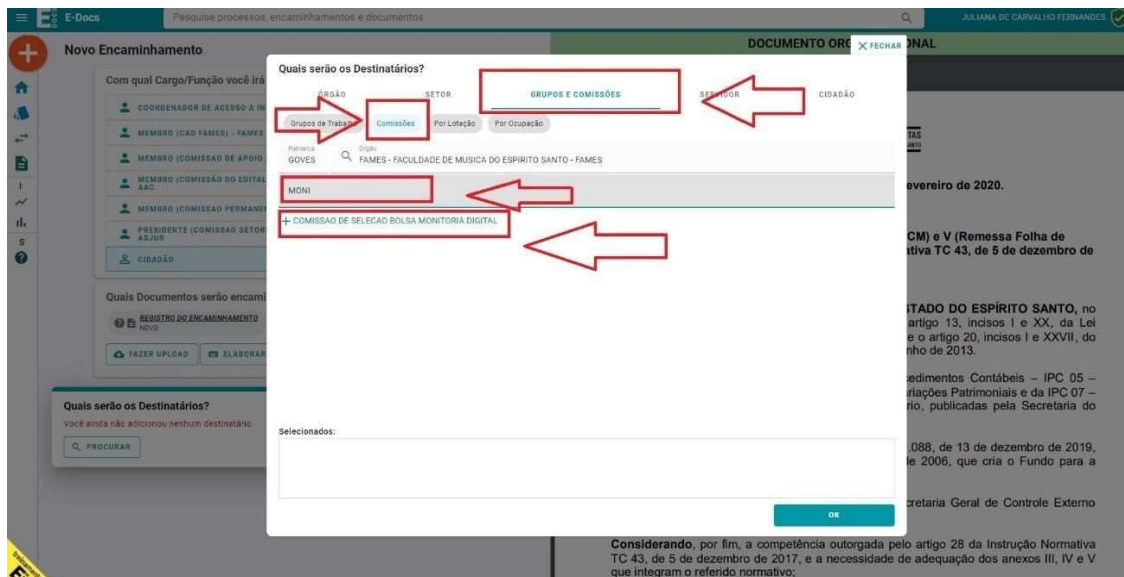 E-Docs
Pesquise processos, encaminhamentos e documentos
JULIANA DE CARVALHO FERNANDES
Novo Encaminhamento
Com qual Cargo/Função você irá
COORDENADOR DE ACESSO A IN
MEMBRO (CAD FAMES) - FAMES
MEMBRO (COMISSAO DE APOIO
MEMBRO (COMISSÃO DO EDITAL
AAC
MEMBRO (COMISSAO PERMANEN
PRESIDENTE (COMISSAO SETOR
ASJUR
CIDADÃO
Quais Documentos serão encami
REGISTRO DO ENCAMINHAMENTO
NOVO
FAZER UPLOAD
ELABORAR
Quais serão os Destinatários?
Você ainda não adicionou nenhum destinatário.
PROCURAR
FECHAR
Quais serão os Destinatários?
ÓRGÃO
SETOR
GRUPOS E COMISSÕES
SERVIDOR
CIDADÃO
Grupos de Trabalho
Comissões
Por Lotação
Por Ocupação
Patriarca
GOVES
Órgão
FAMES - FACULDADE DE MUSICA DO ESPIRITO SANTO - FAMES
MONI
+ COMISSAO DE SELECAO BOLSA MONITORIA DIGITAL
Selecionados:
OK
DOCUMENTO ORG
ONAL
TAS
evereiro de 2020.
CM) e V (Remessa Folha de
ativa TC 43, de 5 de dezembro de
STADO DO ESPÍRITO SANTO, no
artigo 13, incisos I e XX, da Lei
e o artigo 20, incisos I e XXVII, do
nho de 2013.
cedimentos Contábeis – IPC 05 –
riações Patrimoniais e da IPC 07 –
rio, publicadas pela Secretaria do
.088, de 13 de dezembro de 2019,
de 2006, que cria o Fundo para a
cretaria Geral de Controle Externo
Considerando, por fim, a competência outorgada pelo artigo 28 da Instrução Normativa
TC 43, de 5 de dezembro de 2017, e a necessidade de adequação dos anexos III, IV e V
que integram o referido normativo;